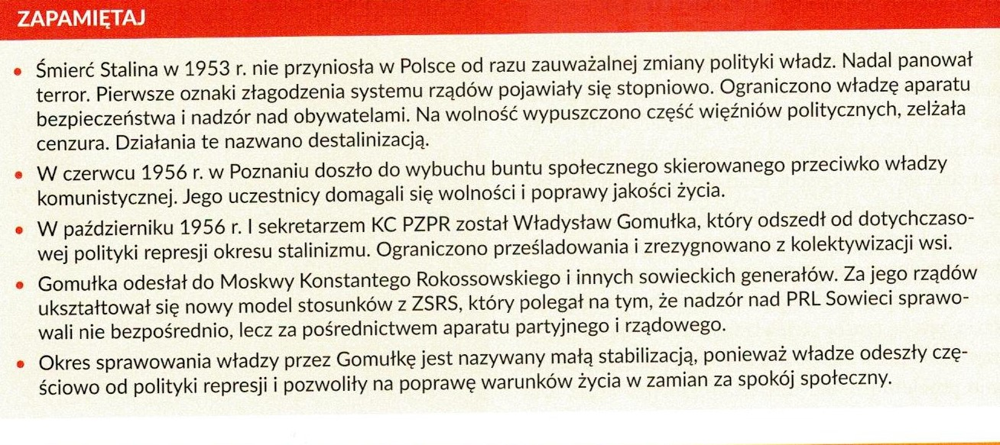 ZAPAMIĘTAJ
• Śmierć Stalina w 1953 r. nie przyniosła w Polsce od razu zauważalnej zmiany polityki władz. Nadal panował
terror. Pierwsze oznaki złagodzenia systemu rządów pojawiały się stopniowo. Ograniczono władzę aparatu
bezpieczeństwa i nadzór nad obywatelami. Na wolność wypuszczono część więźniów politycznych, zelżała
cenzura. Działania te nazwano destalinizacją.
• W czerwcu 1956 r. w Poznaniu doszło do wybuchu buntu społecznego skierowanego przeciwko władzy
komunistycznej. Jego uczestnicy domagali się wolności i poprawy jakości życia.
• W październiku 1956 r. I sekretarzem KC PZPR został Władysław Gomułka, który odszedł od dotychczaso-
wej polityki represji okresu stalinizmu. Ograniczono prześladowania i zrezygnowano z kolektywizacji wsi.
• Gomułka odesłał do Moskwy Konstantego Rokossowskiego i innych sowieckich generałów. Za jego rządów
ukształtował się nowy model stosunków z ZSRS, który polegał na tym, że nadzór nad PRL Sowieci sprawo-
wali nie bezpośrednio, lecz za pośrednictwem aparatu partyjnego i rządowego.
• Okres sprawowania władzy przez Gomułkę jest nazywany małą stabilizacją, ponieważ władze odeszły czę-
ściowo od polityki represji i pozwoliły na poprawę warunków życia w zamian za spokój społeczny.